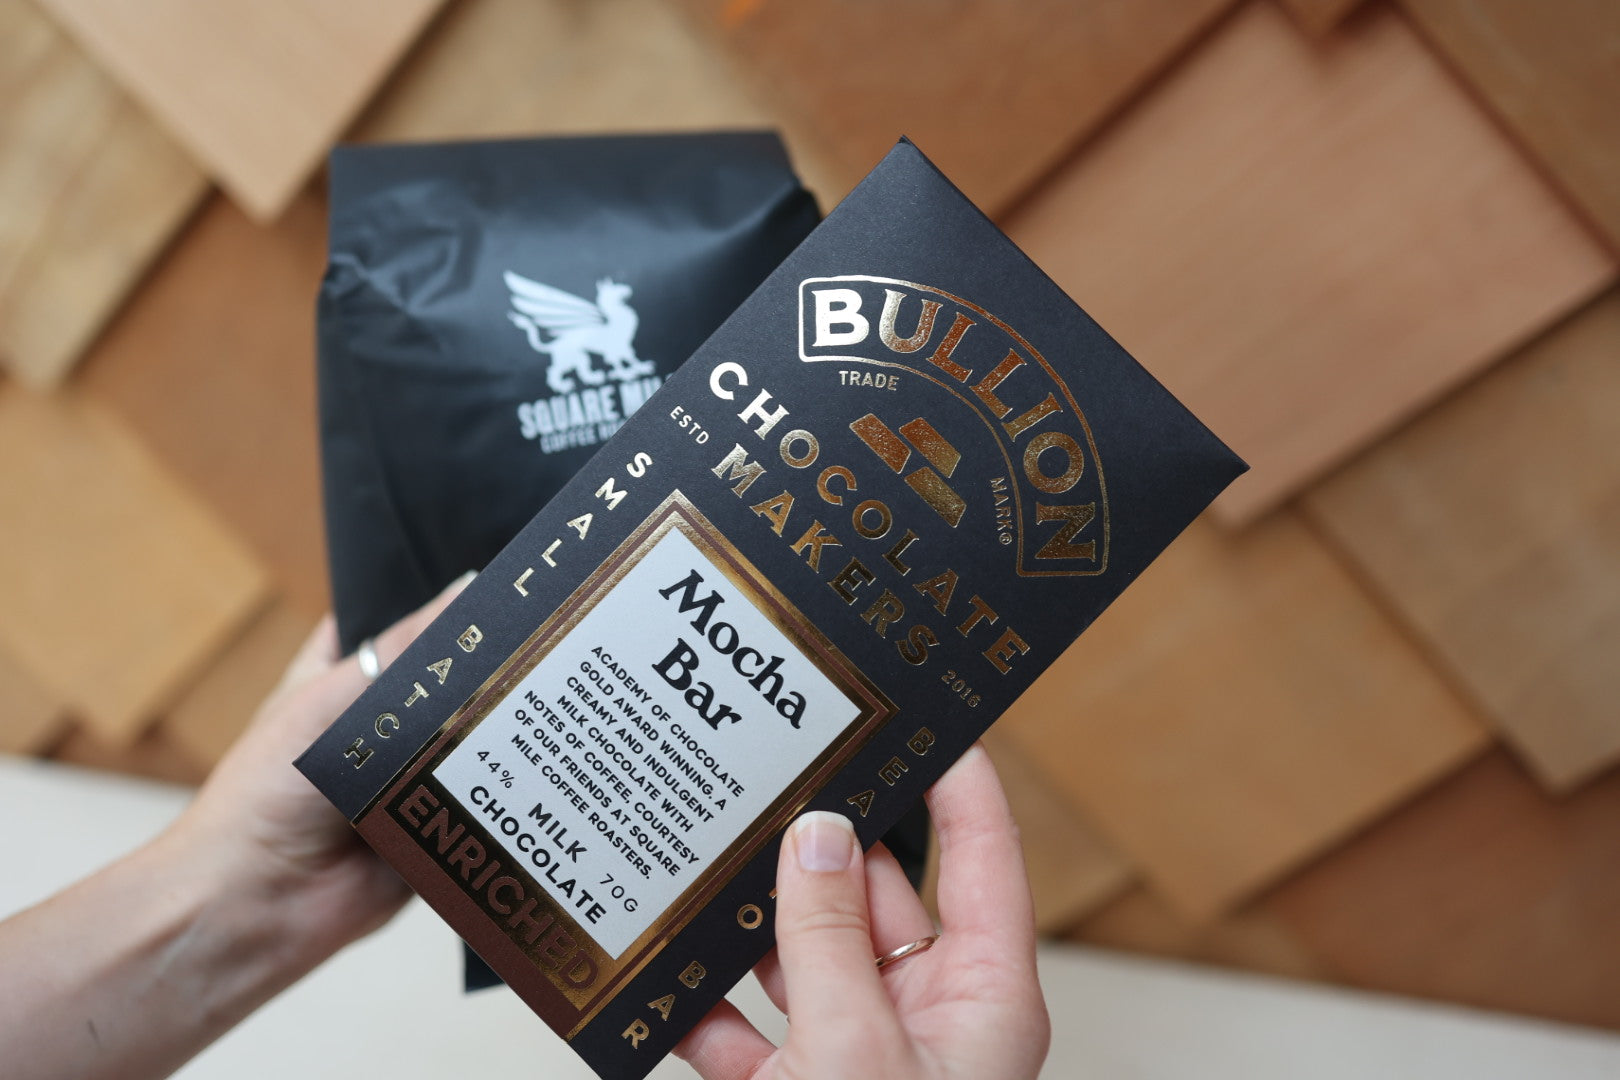 SQUARE
COFFEE
BULLION
TRADE
MARK®
CHOCOLATE
ESTD
MAKERS
2016
SMALL BATCH
BEAN TO BAR
Mocha
Bar
ACADEMY OF CHOCOLATE
GOLD AWARD WINNING. A
CREAMY AND INDULGENT
MILK CHOCOLATE WITH
NOTES OF COFFEE, COURTESY
OF OUR FRIENDS AT SQUARE
MILE COFFEE ROASTERS.
44% MILK 70G
CHOCOLATE
ENRICHED